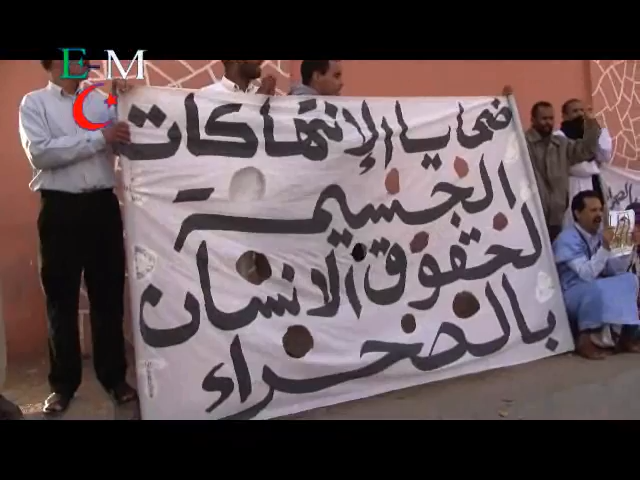 E-M
ضحايا الإنتهاكات
الجسيمة
لحقوق الانسان
بالصحراء